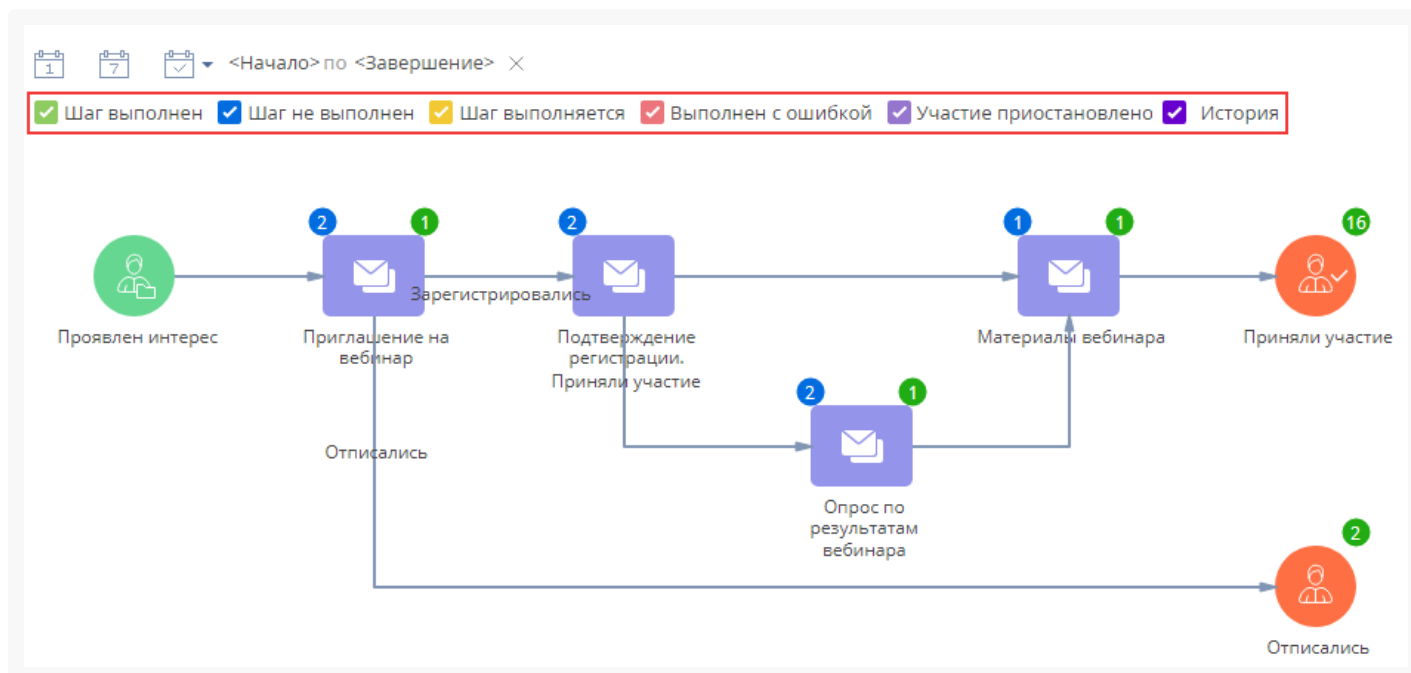 1 7 <Начало> по <Завершение>
Шаг выполнен Шаг не выполнен Шаг выполняется Выполнен с ошибкой Участие приостановлено История
2 1 2 1 1 16
Зарегистрировались
Проявлен интерес
Приглашение на
вебинар
Подтверждение
регистрации.
Приняли участие
Материалы вебинара
Приняли участие
2 1
Отписались
Опрос по
результатам
вебинара
2
Отписались